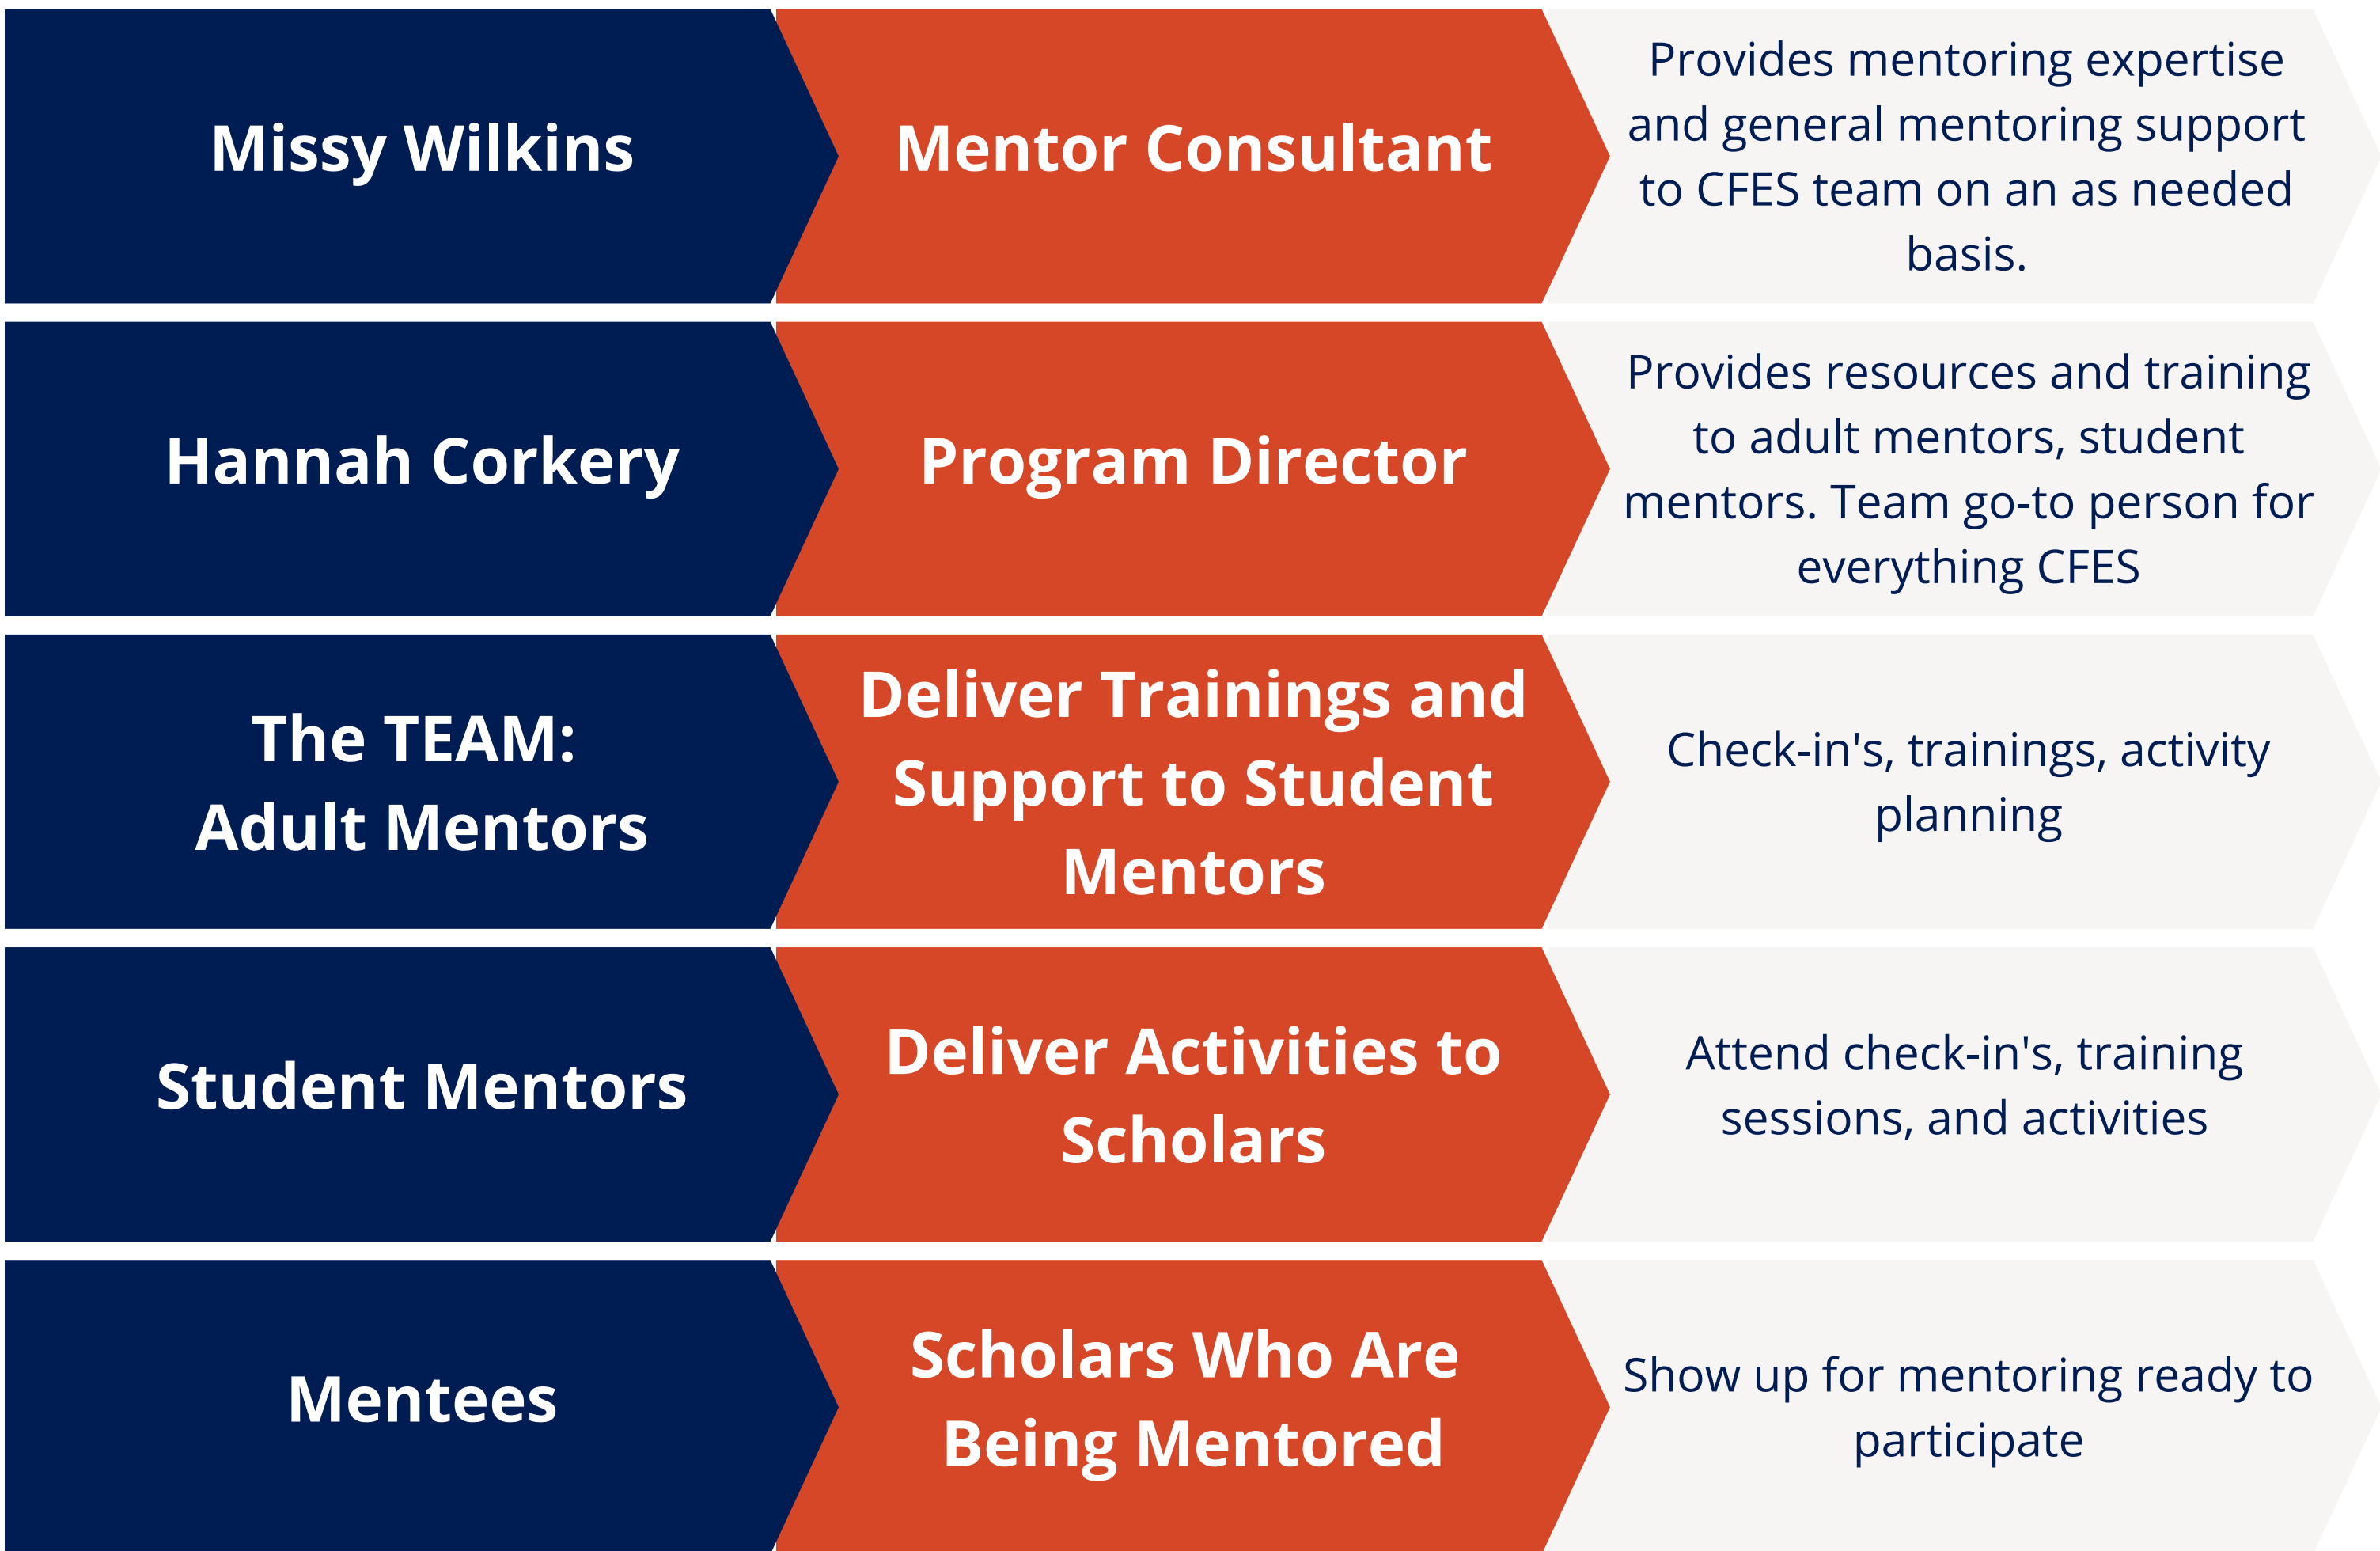 Missy Wilkins
Mentor Consultant
Provides mentoring expertise
and general mentoring support
to CFES team on an as needed
basis.
Hannah Corkery
Program Director
Provides resources and training
to adult mentors, student
mentors. Team go-to person for
everything CFES
The TEAM:
Adult Mentors
Deliver Trainings and
Support to Student
Mentors
Check-in's, trainings, activity
planning
Student Mentors
Deliver Activities to
Scholars
Attend check-in's, training
sessions, and activities
Mentees
Scholars Who Are
Being Mentored
Show up for mentoring ready to
participate